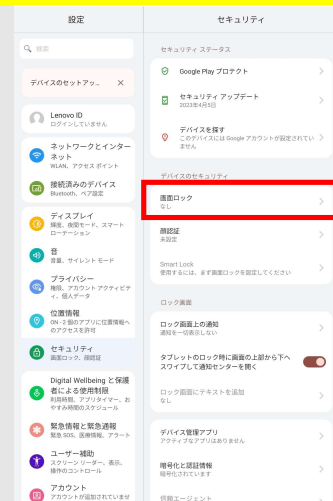 設定
検索
デバイスのセットアッ...
Lenovo ID
ログインしていません
ネットワークとインター
ネット
WLAN、アクセス ポイント
接続済みのデバイス
Bluetooth、ペア設定
ディスプレイ
輝度、夜間モード、スマート
ローテーション
音
音量、サイレント モード
プライバシー
権限、アカウント アクティビテ
ィ、個人データ
位置情報
ON - 2 個のアプリに位置情報へ
のアクセスを許可
セキュリティ
画面ロック、顔認証
Digital Wellbeing と保護
者による使用制限
利用時間、アプリタイマー、お
やすみ時間のスケジュール
緊急情報と緊急通報
緊急 SOS、医療情報、アラート
ユーザー補助
スクリーン リーダー、表示、
操作のコントロール
アカウント
アカウントが追加されていませ
セキュリティ
セキュリティ ステータス
Google Play プロテクト
セキュリティ アップデート
2023年4月5日
デバイスを探す
このデバイスには Google アカウントが設定されてい
ません
デバイスのセキュリティ
画面ロック
なし
顔認証
未設定
Smart Lock
使用するには、まず画面ロックを設定してください
ロック画面
ロック画面上の通知
通知を一切表示しない
タブレットのロック時に画面の上部から下へ
スワイプして通知センターを開く
ロック画面にテキストを追加
なし
デバイス管理アプリ
アクティブなアプリはありません
暗号化と認証情報
暗号化されています
信頼エージェント